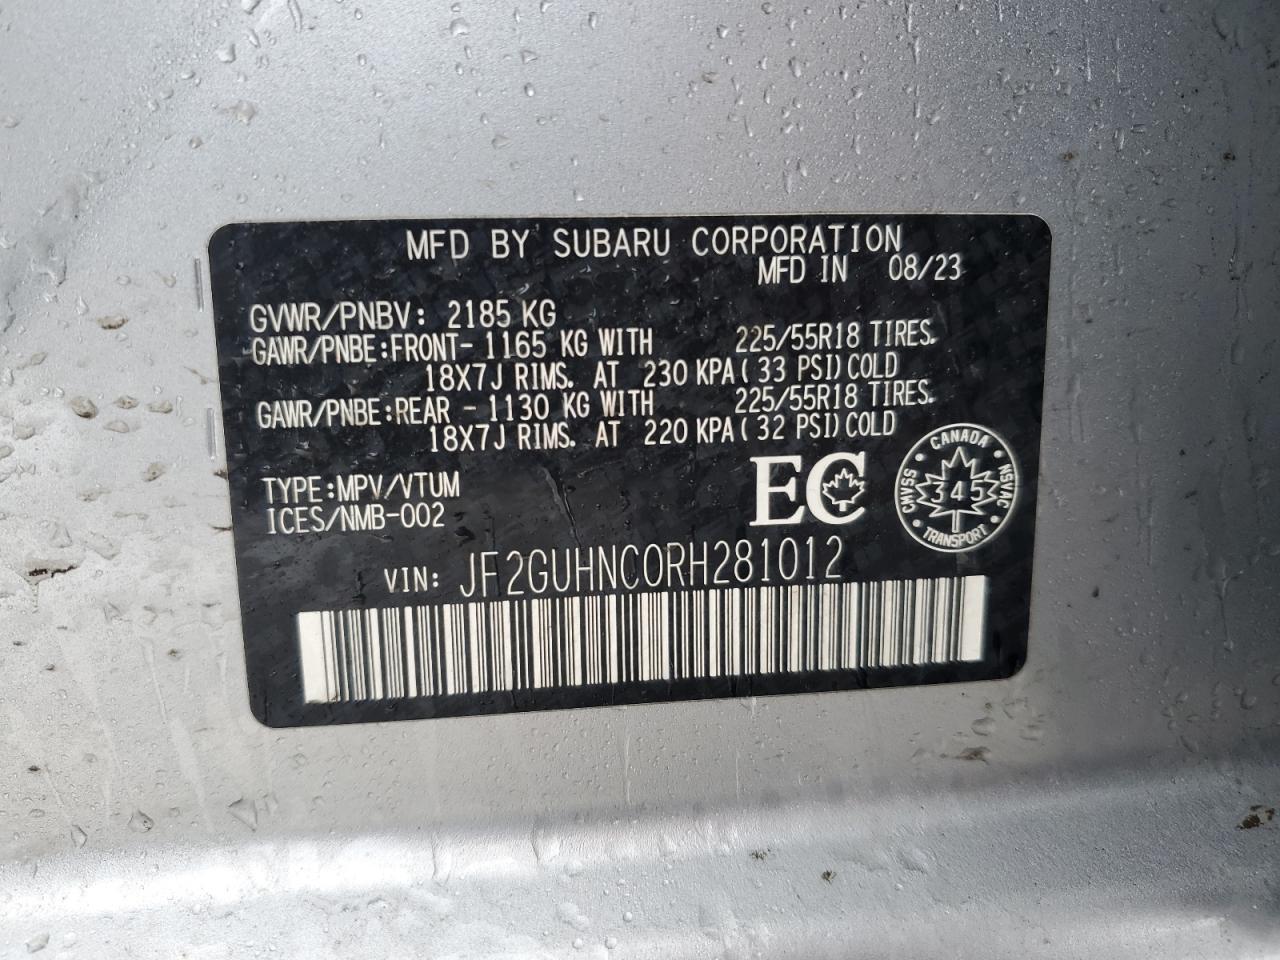 MFD BY SUBARU CORPORATION
MFD IN 08/23
GVWR/PNBV: 2185 KG
GAWR/PNBE:FRONT- 1165 KG WITH 225/55R18 TIRES.
18X7J RIMS. AT 230 KPA( 33 PSI)COLD
GAWR/PNBE:REAR - 1130 KG WITH 225/55R18 TIRES.
18X7J RIMS. AT 220 KPA( 32 PSI)COLD
TYPE:MPV/VTUM
ICES/NMB-002
EC
CANADA
CMVSS
NSVAC
345
TRANSPORT
VIN: JF2GUHNC0RH281012